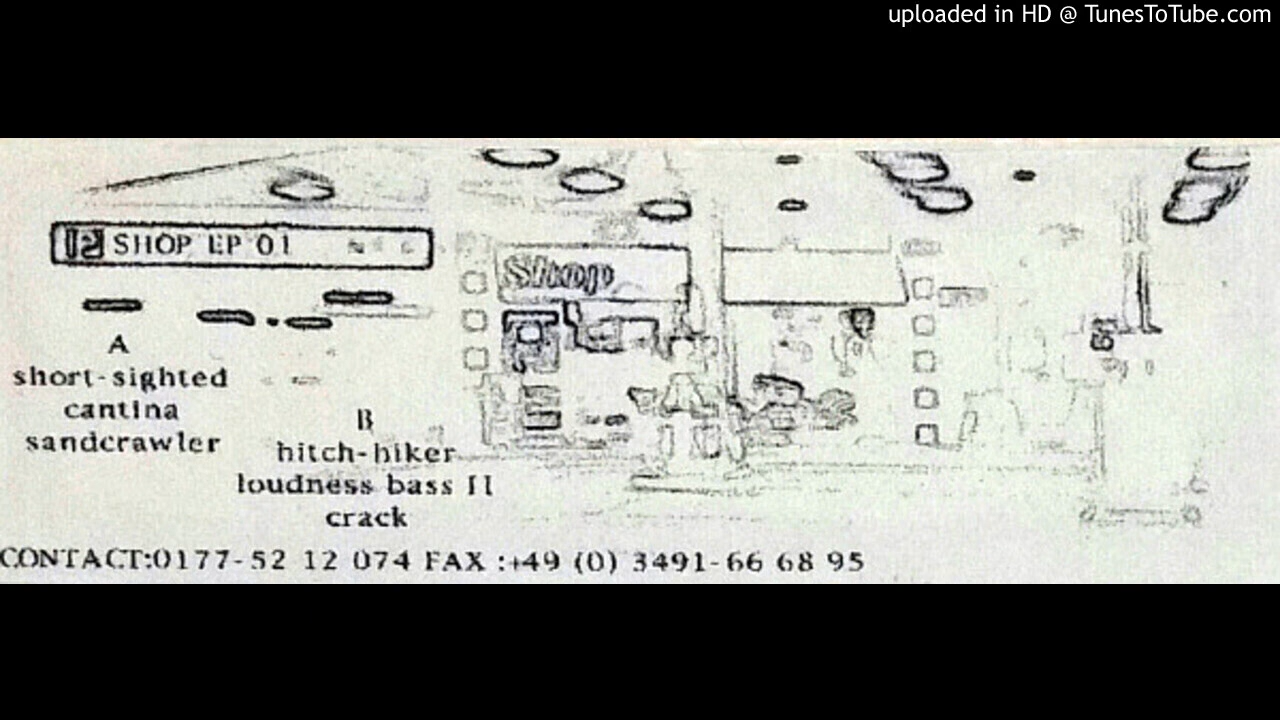 uploaded in HD @ TunesToTube.com
12 SHOP EP 01
Shop
A
short-sighted
cantina
sandcrawler
B
hitch-hiker
loudness bass II
crack
CONTACT:0177-52 12 074 FAX :+49 (0) 3491-66 68 95